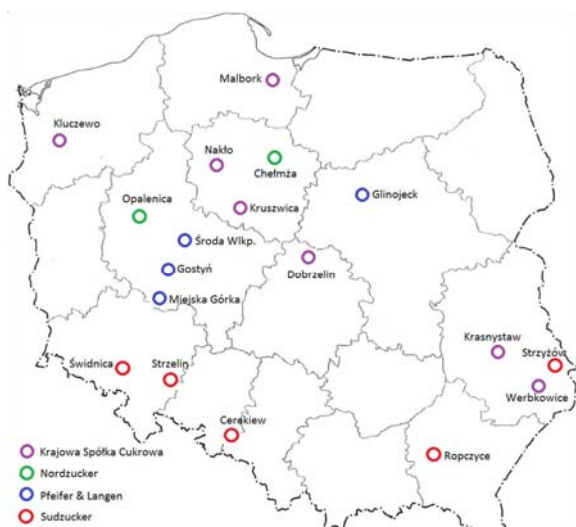 Malbork
Kluczewo
Nakło
Chełmża
Glinojeck
Opalenica
Kruszwica
Środa Wlkp.
Gostyń
Dobrzelin
Miejska Górka
Krasnystaw
Strzyżów
Świdnica
Strzelin
Werbkowice
Cerekiew
Ropczyce
Krajowa Spółka Cukrowa
Nordzucker
Pfeifer & Langen
Sudzucker